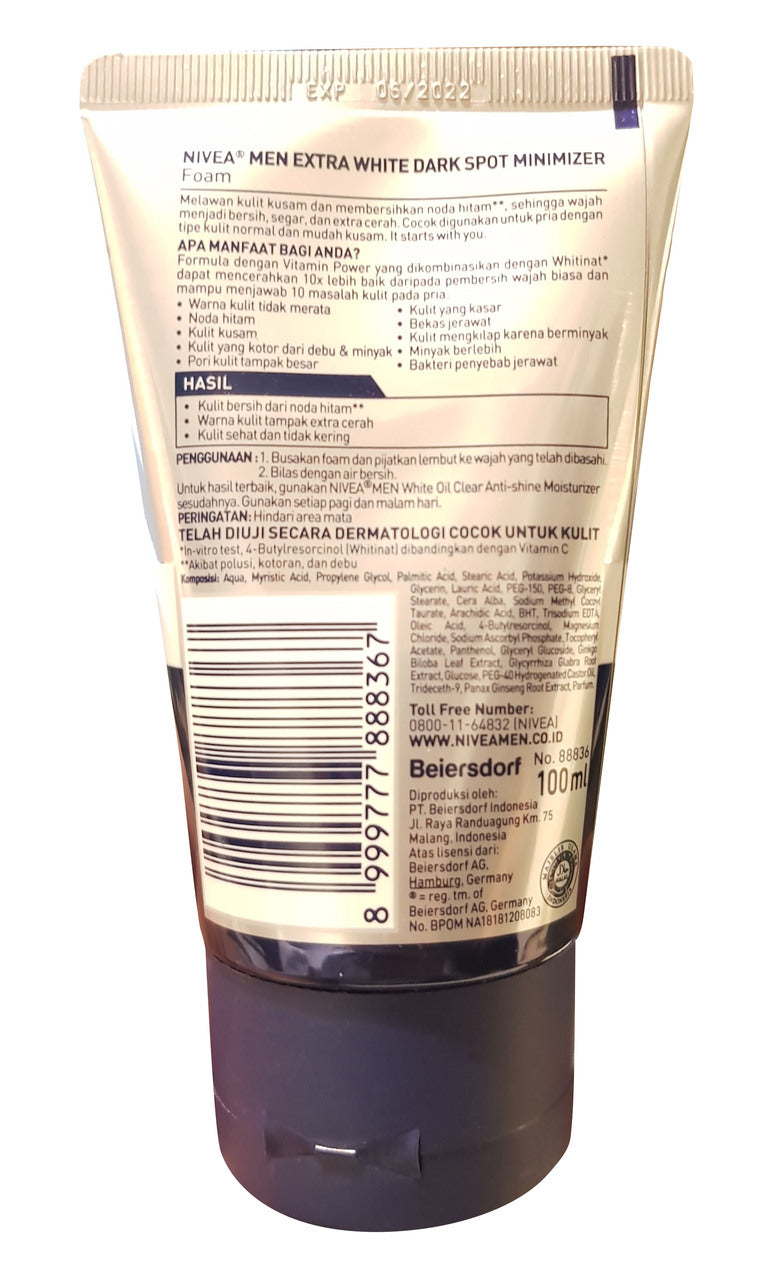 EXP 06/2022
NIVEA® MEN EXTRA WHITE DARK SPOT MINIMIZER
Foam
Melawan kulit kusam dan membersihkan noda hitam**, sehingga wajah
menjadi bersih, segar, dan extra cerah. Cocok digunakan untuk pria dengan
tipe kulit normal dan mudah kusam. It starts with you.
APA MANFAAT BAGI ANDA?
Formula dengan Vitamin Power yang dikombinasikan dengan Whitinat*
dapat mencerahkan 10x lebih baik daripada pembersih wajah biasa dan
mampu menjawab 10 masalah kulit pada pria:
• Warna kulit tidak merata
• Noda hitam
• Kulit kusam
• Kulit yang kotor dari debu & minyak
• Pori kulit tampak besar
• Kulit yang kasar
• Bekas jerawat
• Kulit mengkilap karena berminyak
• Minyak berlebih
• Bakteri penyebab jerawat
HASIL
• Kulit bersih dari noda hitam**
• Warna kulit tampak extra cerah
• Kulit sehat dan tidak kering
PENGGUNAAN : 1. Busakan foam dan pijatkan lembut ke wajah yang telah dibasahi.
2. Bilas dengan air bersih.
Untuk hasil terbaik, gunakan NIVEA®MEN White Oil Clear Anti-shine Moisturizer
sesudahnya. Gunakan setiap pagi dan malam hari.
PERINGATAN: Hindari area mata
TELAH DIUJI SECARA DERMATOLOGI COCOK UNTUK KULIT
*In-vitro test, 4-Butylresorcinol (Whitinat) dibandingkan dengan Vitamin C
**Akibat polusi, kotoran, dan debu
Komposisi: Aqua, Myristic Acid, Propylene Glycol, Palmitic Acid, Stearic Acid, Potassium Hydroxide,
Glycerin, Lauric Acid, PEG-150, PEG-8, Glyceryl
Stearate, Cera Alba, Sodium Methyl Cocoyl
Taurate, Arachidic Acid, BHT, Trisodium EDTA,
Oleic Acid, 4-Butylresorcinol, Magnesium
Chloride, Sodium Ascorbyl Phosphate, Tocopheryl
Acetate, Panthenol, Glyceryl Glucoside, Ginkgo
Biloba Leaf Extract, Glycyrrhiza Glabra Root
Extract, Glucose, PEG-40 Hydrogenated Castor Oil,
Trideceth-9, Panax Ginseng Root Extract, Parfum.
Toll Free Number:
0800-11-64832 (NIVEA)
WWW.NIVEAMEN.CO.ID
Beiersdorf
No. 88836
100 ml
Diproduksi oleh:
PT. Beiersdorf Indonesia
Jl. Raya Randuagung Km. 75
Malang, Indonesia
Atas lisensi dari:
Beiersdorf AG,
Hamburg, Germany
® = reg. tm. of
Beiersdorf AG, Germany
No. BPOM NA18181208083
8 999777 888367